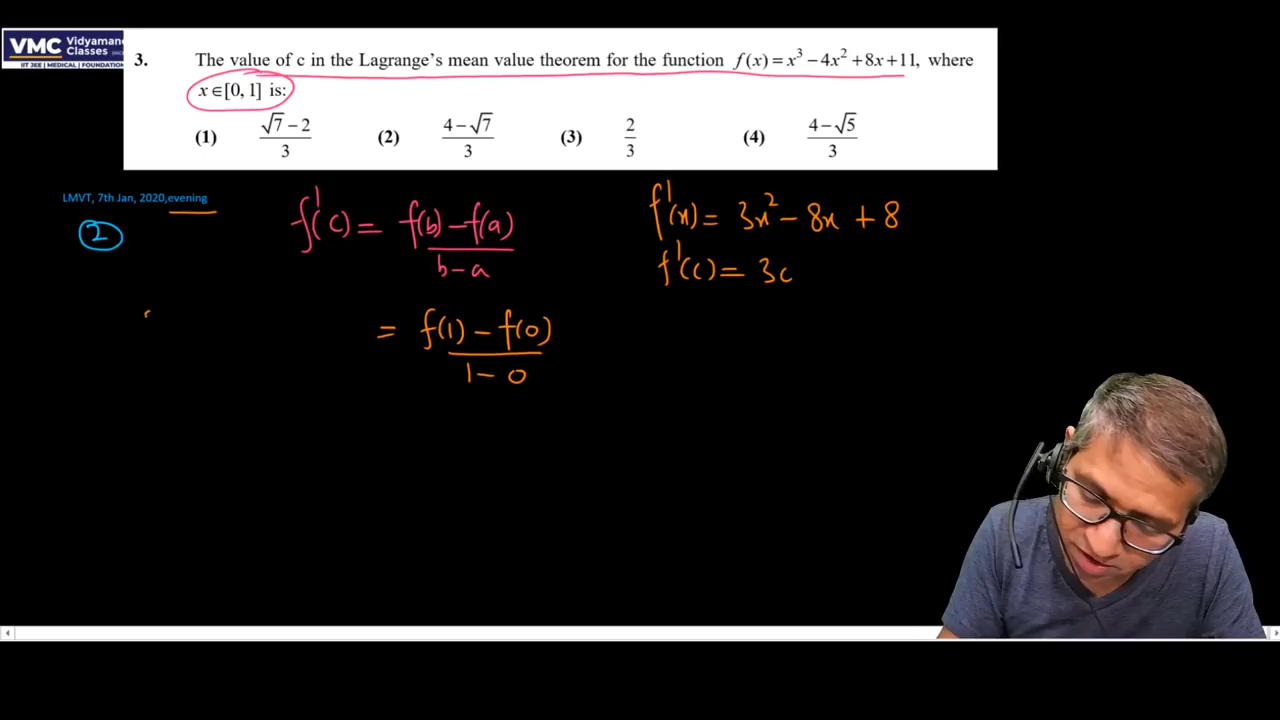 VMC Vidyaman
Classes
IIT JEE | MEDICAL | FOUNDATION
3. The value of c in the Lagrange's mean value theorem for the function f(x) = x³ − 4x² + 8x + 11, where
x ∈ [0, 1] is:
(1) (√7 − 2)/3 (2) (4 − √7)/3 (3) 2/3 (4) (4 − √5)/3
LMVT, 7th Jan, 2020,evening
2
f'(c) = (f(b) − f(a))/(b − a)
= (f(1) − f(0))/(1 − 0)
f'(x) = 3x² − 8x + 8
f'(c) = 3c